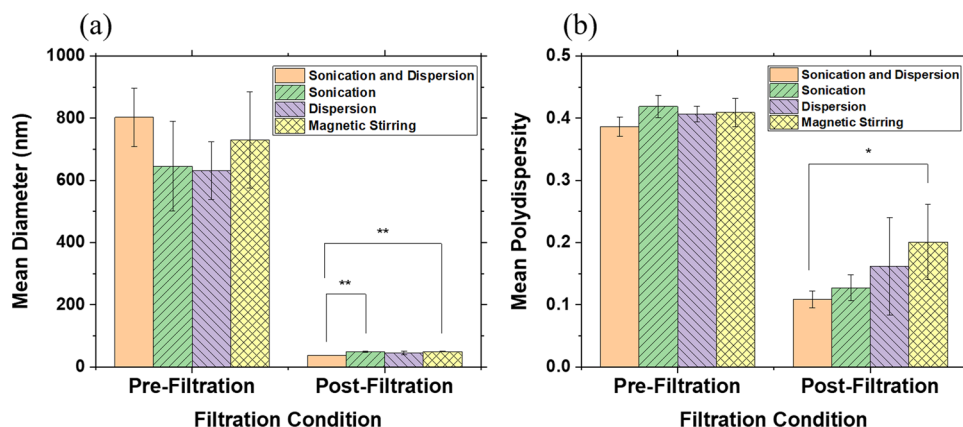 (a)
1000
800
600
400
200
0
Mean Diameter (nm)
Sonication and Dispersion
Sonication
Dispersion
Magnetic Stirring
**
**
Pre-Filtration
Post-Filtration
Filtration Condition
(b)
0.5
0.4
0.3
0.2
0.1
0.0
Mean Polydispersity
Sonication and Dispersion
Sonication
Dispersion
Magnetic Stirring
*
Pre-Filtration
Post-Filtration
Filtration Condition